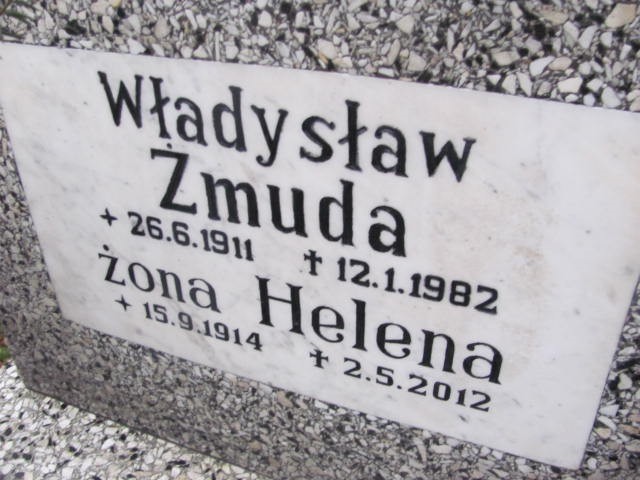 Władysław
Żmuda
+ 26.6.1911 † 12.1.1982
żona Helena
+ 15.9.1914 † 2.5.2012